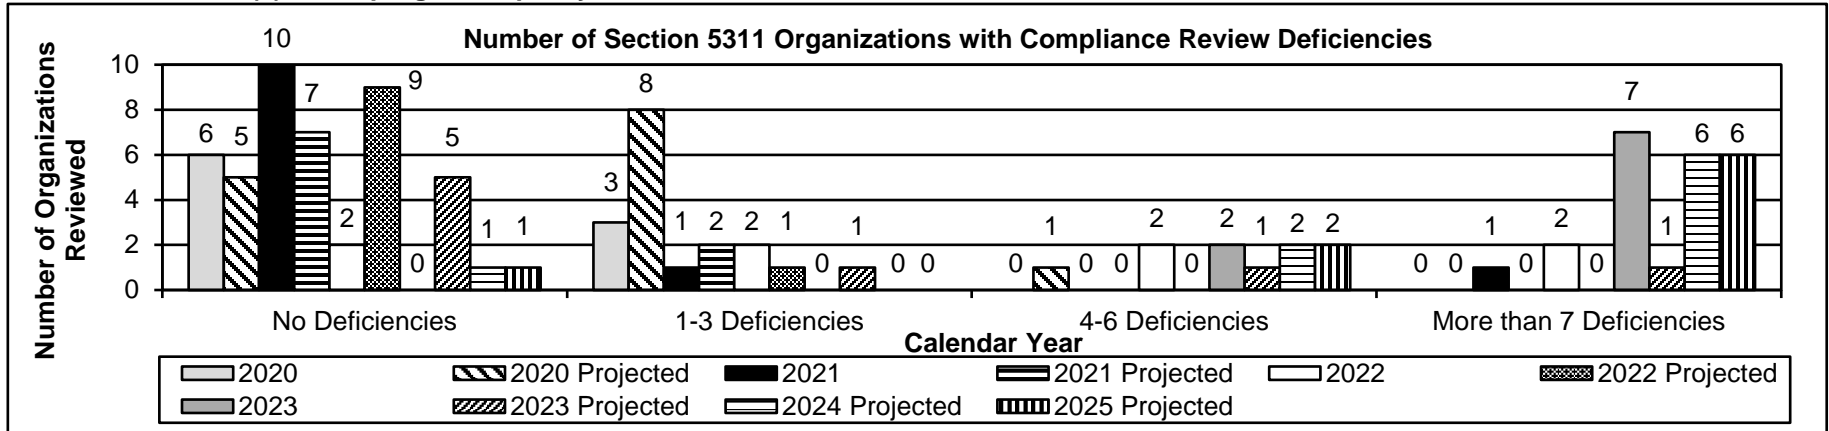 Number of Section 5311 Organizations with Compliance Review Deficiencies
Number of Organizations
Reviewed
10
8
6
4
2
0
6 5 10 7 2 9 0 5 1 1
3 8 1 2 2 1 0 1 0 0
0 1 0 0 2 0 2 1 2 2
0 0 1 0 2 0 7 1 6 6
No Deficiencies 1-3 Deficiencies 4-6 Deficiencies More than 7 Deficiencies
Calendar Year
2020 2020 Projected 2021 2021 Projected 2022 2022 Projected
2023 2023 Projected 2024 Projected 2025 Projected